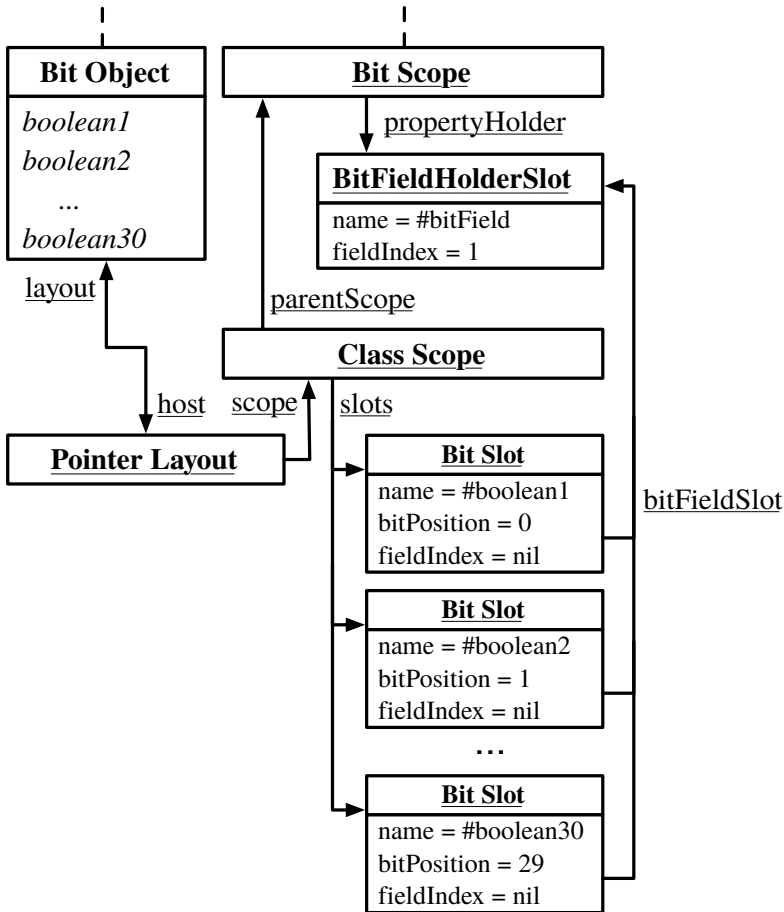 Bit Object
boolean1
boolean2
...
boolean30
Bit Scope
propertyHolder
BitFieldHolderSlot
name = #bitField
fieldIndex = 1
layout
parentScope
Class Scope
host
scope
slots
Pointer Layout
Bit Slot
name = #boolean1
bitPosition = 0
fieldIndex = nil
bitFieldSlot
Bit Slot
name = #boolean2
bitPosition = 1
fieldIndex = nil
...
Bit Slot
name = #boolean30
bitPosition = 29
fieldIndex = nil